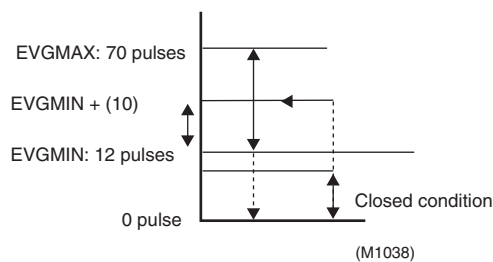 EVGMAX: 70 pulses
EVGMIN + (10)
EVGMIN: 12 pulses
Closed condition
0 pulse
(M1038)